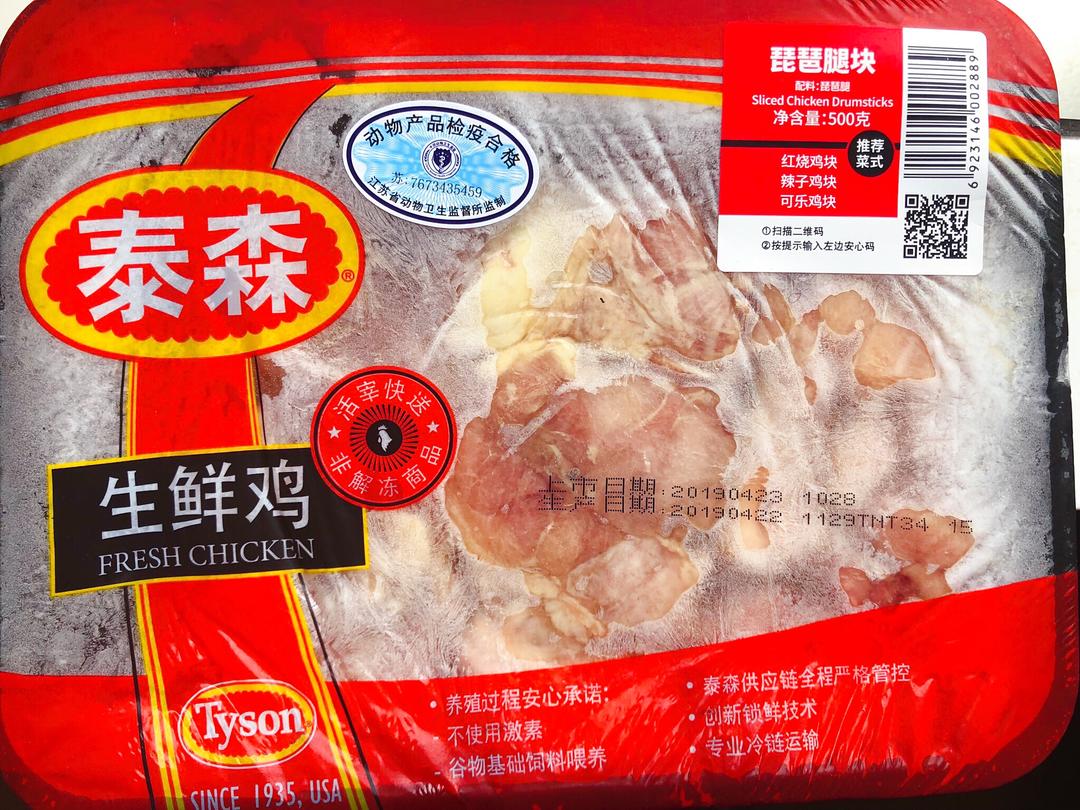 琵琶腿块
配料:琵琶腿
Sliced Chicken Drumsticks
净含量:500克
推荐
菜式
红烧鸡块
辣子鸡块
可乐鸡块
①扫描二维码
②按提示输入左边安心码
6 923146 002889
动物产品检疫合格
苏:7673435459
江苏省动物卫生监督所监制
泰森®
活宰快送
非解冻商品
生鲜鸡
FRESH CHICKEN
上市日期:20190423 1028
生产日期:20190422 1129TNT34 15
Tyson
SINCE 1935, USA
• 养殖过程安心承诺:
不使用激素
谷物基础饲料喂养
• 泰森供应链全程严格管控
• 创新锁鲜技术
• 专业冷链运输